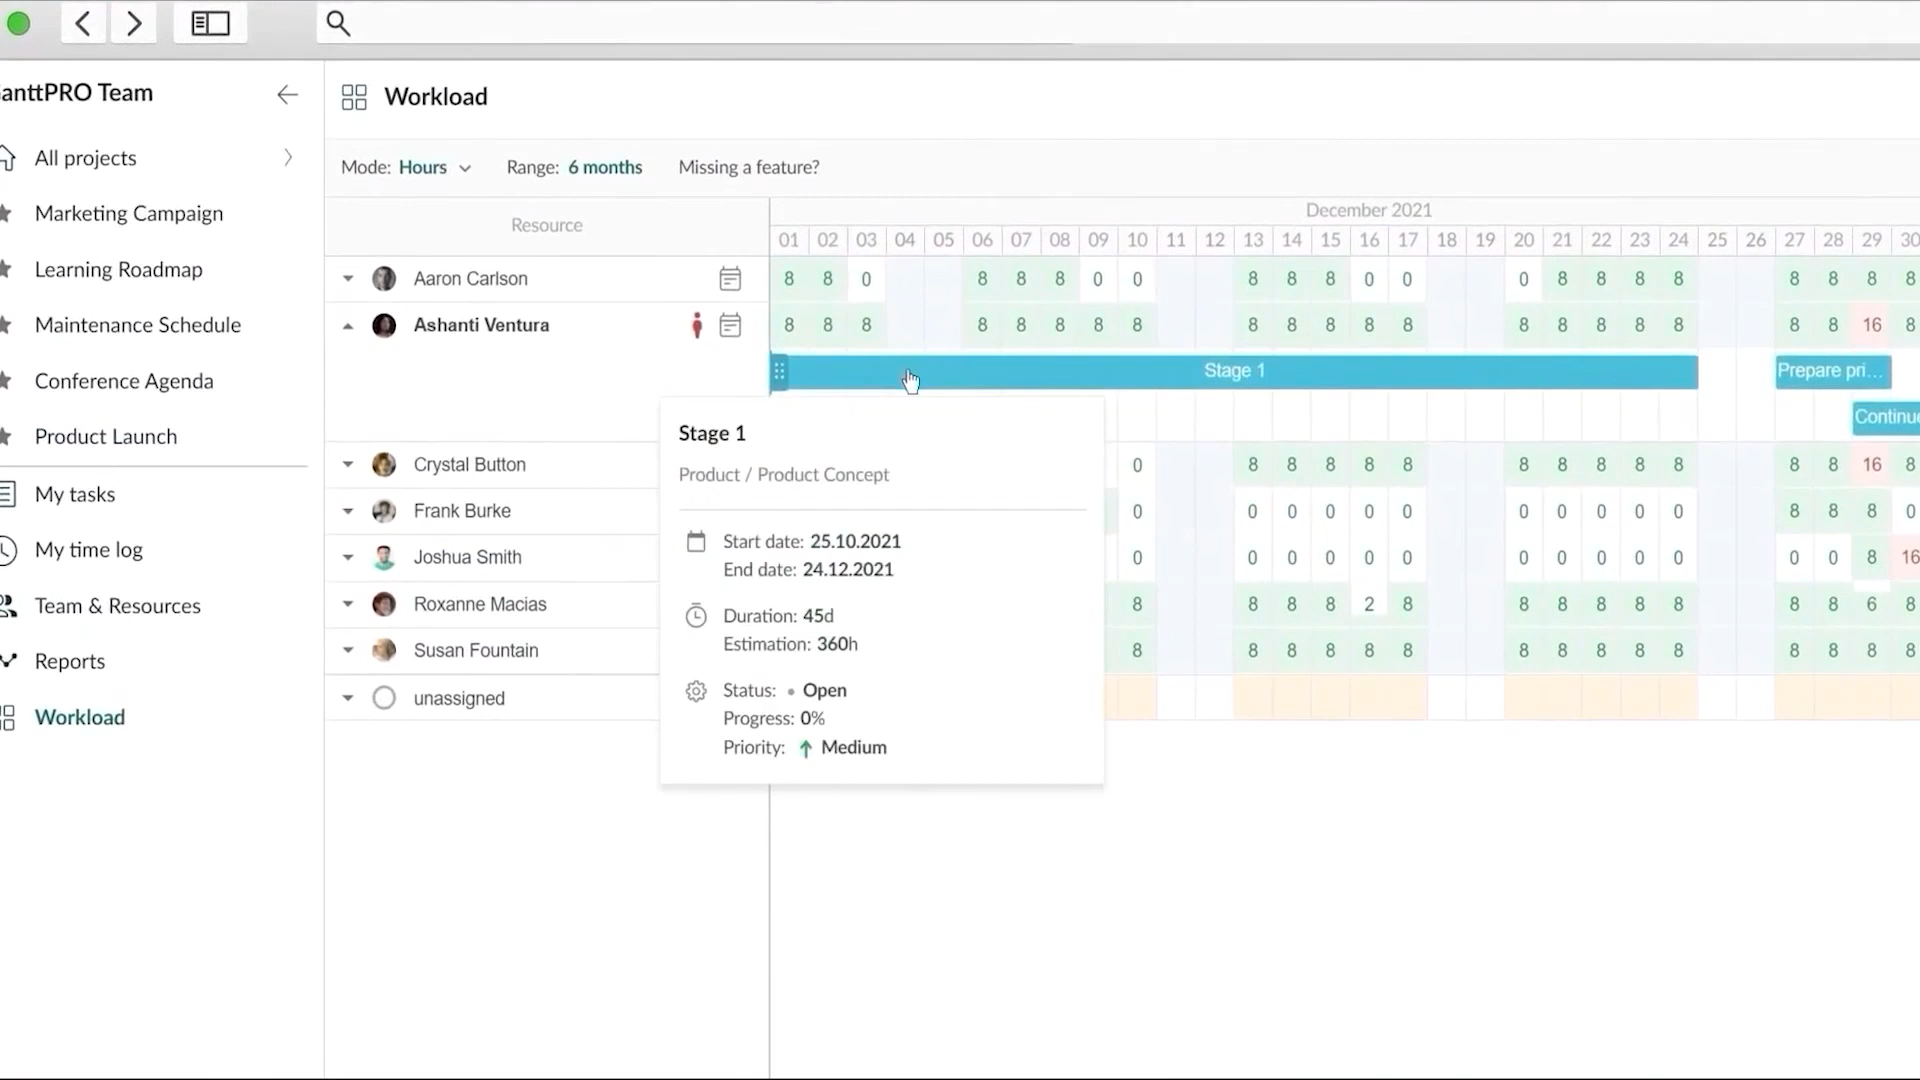 anttPRO Team
All projects
Marketing Campaign
Learning Roadmap
Maintenance Schedule
Conference Agenda
Product Launch
My tasks
My time log
Team & Resources
Reports
Workload
Workload
Mode: Hours Range: 6 months Missing a feature?
Resource December 2021
01 02 03 04 05 06 07 08 09 10 11 12 13 14 15 16 17 18 19 20 21 22 23 24 25 26 27 28 29 30
Aaron Carlson 8 8 0 8 8 8 0 0 8 8 8 0 0 0 8 8 8 8 8 8 8 8
Ashanti Ventura 8 8 8 8 8 8 8 8 8 8 8 8 8 8 8 8 8 8 8 8 16 8
Stage 1 Prepare pri...
Continue
Crystal Button 0 8 8 8 8 8 8 8 8 8 8 8 8 16 8
Frank Burke 0 0 0 0 0 0 0 0 0 0 0 8 8 8 0
Joshua Smith 0 0 0 0 0 0 0 0 0 0 0 0 0 8 16
Roxanne Macias 8 8 8 8 2 8 8 8 8 8 8 8 8 6 8
Susan Fountain 8 8 8 8 8 8 8 8 8 8 8 8 8 8 8
unassigned
Stage 1
Product / Product Concept
Start date: 25.10.2021
End date: 24.12.2021
Duration: 45d
Estimation: 360h
Status: Open
Progress: 0%
Priority: Medium